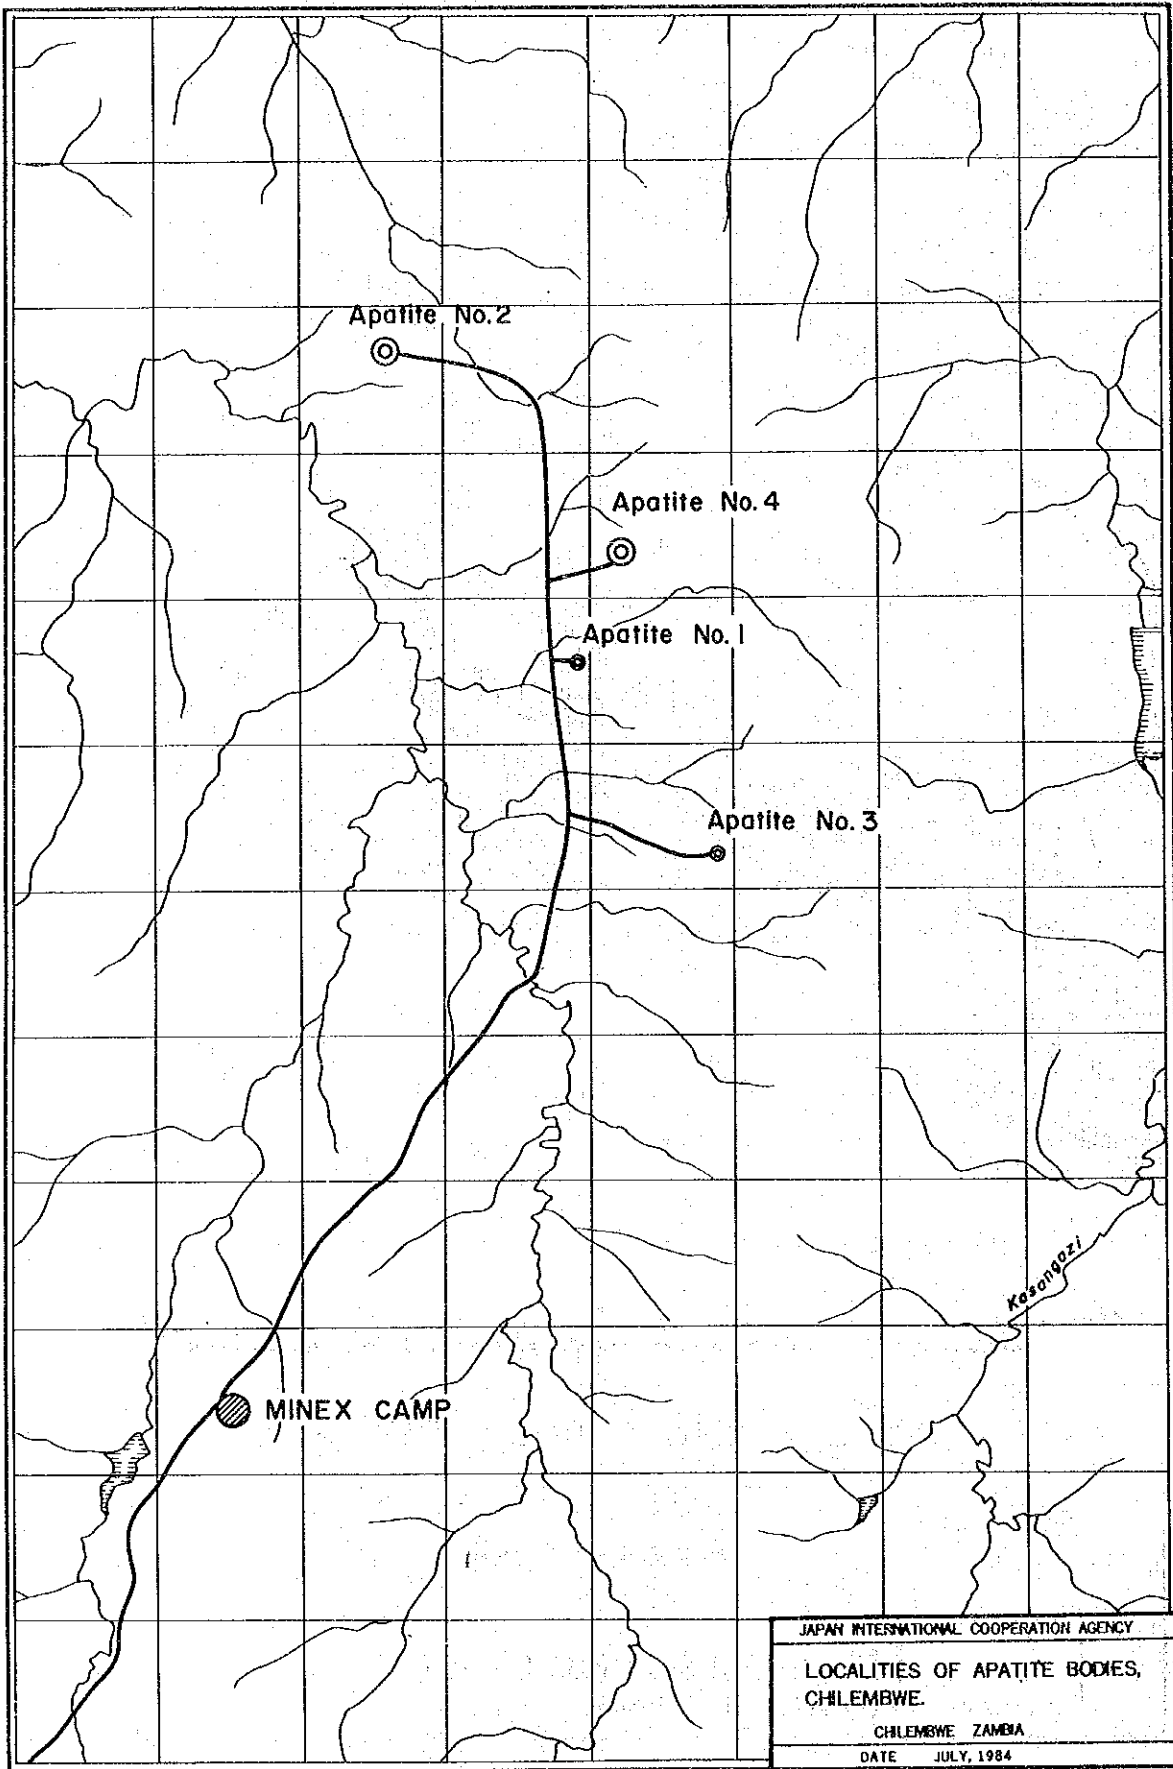 Apatite No.2
Apatite No.4
Apatite No.1
Apatite No.3
Kasangazi
MINEX CAMP
JAPAN INTERNATIONAL COOPERATION AGENCY
LOCALITIES OF APATITE BODIES,
CHILEMBWE.
CHILEMBWE ZAMBIA
DATE JULY, 1984